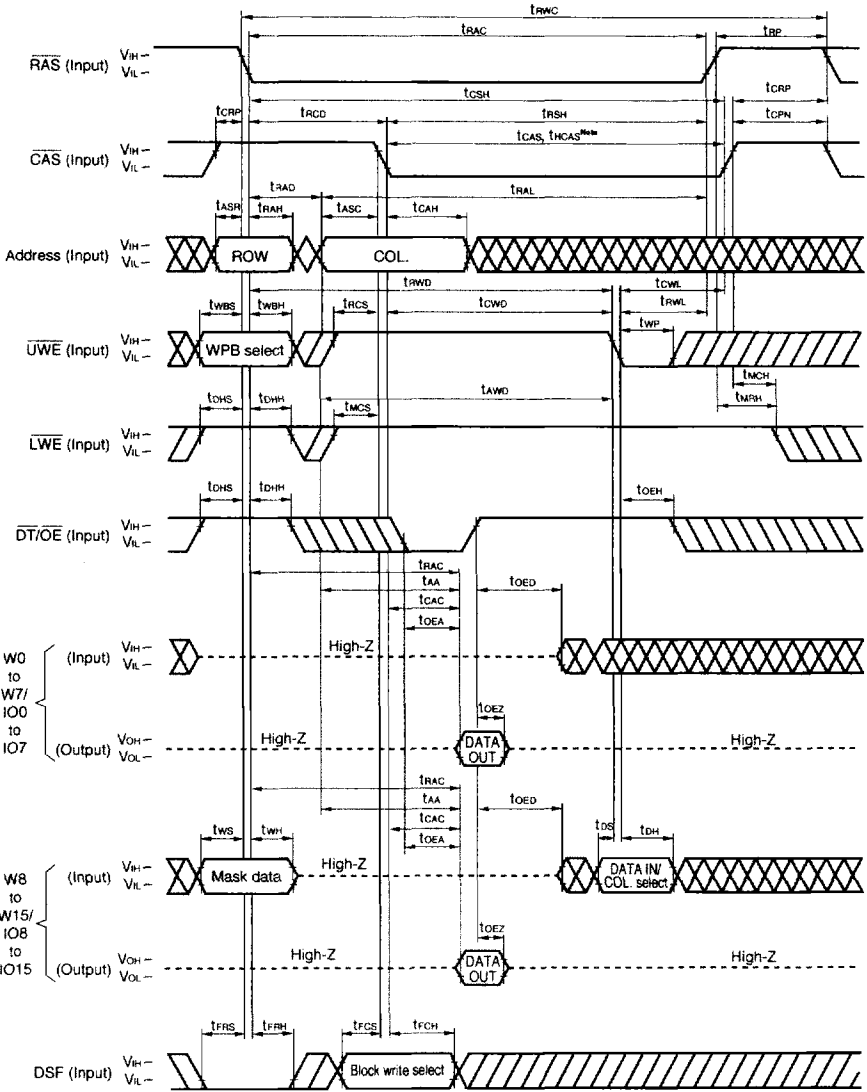 tRWC
tRAC
tRP
RAS (Input)
VIH
VIL
tCSH
tCRP
tCRP
tRCD
tRSH
tCPN
tCAS, tHCAS Note
CAS (Input)
VIH
VIL
tRAD
tRAL
tASR
tRAH
tASC
tCAH
Address (Input)
VIH
VIL
ROW
COL.
tRWD
tCWL
tWBS
tWBH
tRCS
tCWD
tRWL
tWP
UWE (Input)
VIH
VIL
WPB select
tMCH
tAWD
tMRH
tDHS
tDHH
tMCS
LWE (Input)
VIH
VIL
tDHS
tDHH
tOEH
DT/OE (Input)
VIH
VIL
tRAC
tAA
tOED
tCAC
tOEA
W0
to
W7/
IO0
to
IO7
(Input)
VIH
VIL
High-Z
tOEZ
(Output)
VOH
VOL
High-Z
DATA
OUT
High-Z
tRAC
tAA
tOED
tCAC
tOEA
tWS
tWH
tDS
tDH
W8
to
W15/
IO8
to
IO15
(Input)
VIH
VIL
Mask data
High-Z
DATA IN/
COL. select
tOEZ
(Output)
VOH
VOL
High-Z
DATA
OUT
High-Z
tFRS
tFRH
tFCS
tFCH
DSF (Input)
VIH
VIL
Block write select